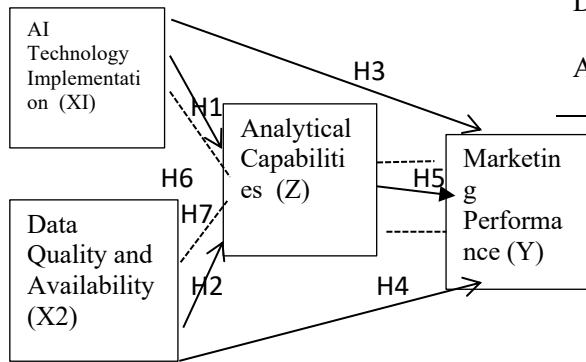 AI
Technology
Implementati
on (XI)
H3
H1
Analytical
Capabiliti
es (Z)
H6
H7
H5
Marketin
g
Performa
nce (Y)
Data
Quality and
Availability
(X2)
H2
H4
A